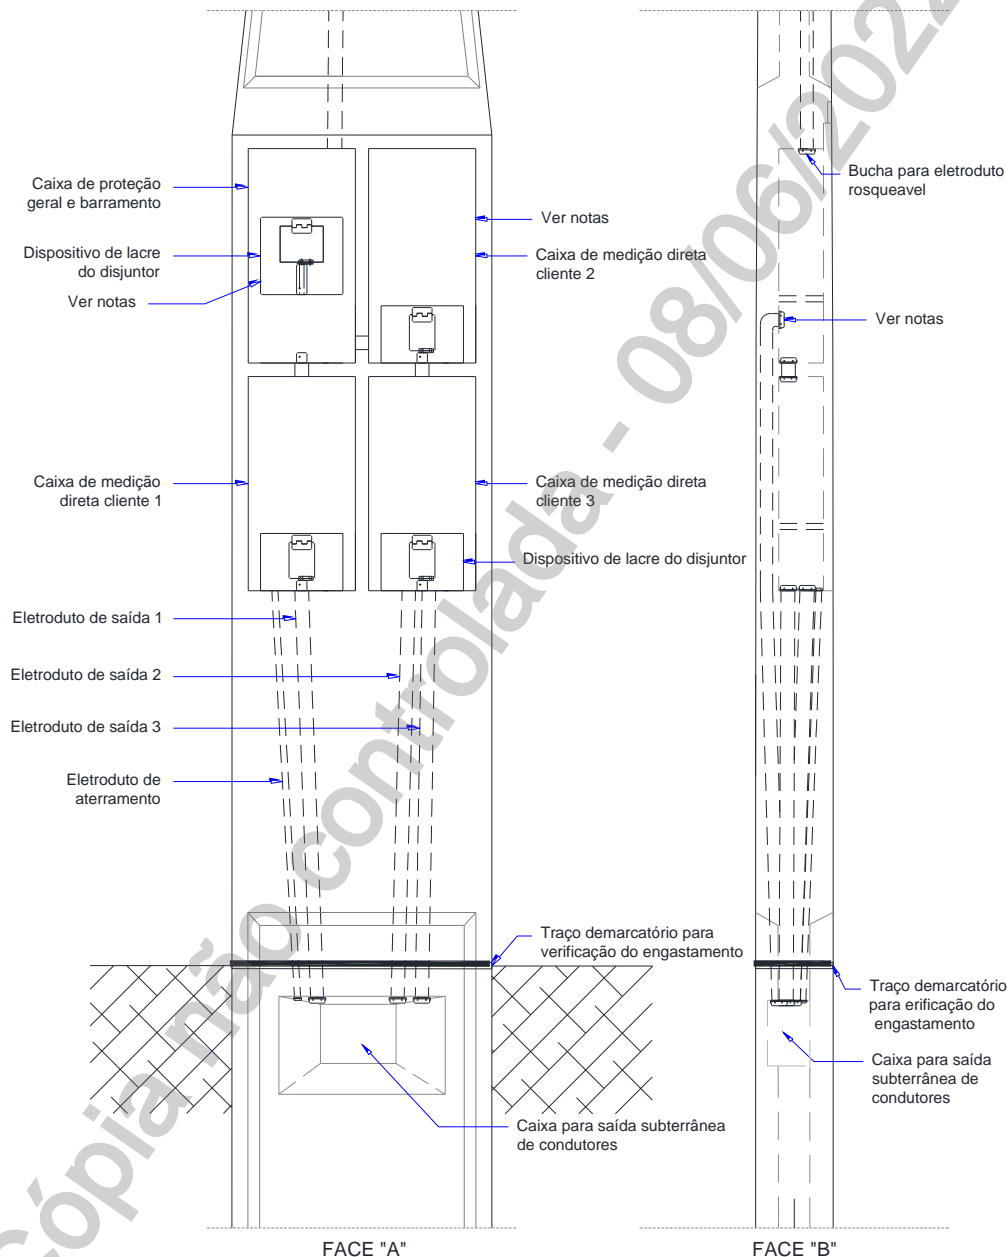 Caixa de proteção
geral e barramento
Dispositivo de lacre
do disjuntor
Ver notas
Ver notas
Caixa de medição direta
cliente 2
Caixa de medição
direta cliente 1
Caixa de medição direta
cliente 3
Dispositivo de lacre do disjuntor
Eletroduto de saída 1
Eletroduto de saída 2
Eletroduto de saída 3
Eletroduto de
aterramento
Traço demarcatório para
verificação do engastamento
Caixa para saída subterrânea
de condutores
FACE "A"
Bucha para eletroduto
rosqueavel
Ver notas
Traço demarcatório
para erificação do
engastamento
Caixa para saída
subterrânea de
condutores
FACE "B"
Cópia não controlada - 08/06/2022